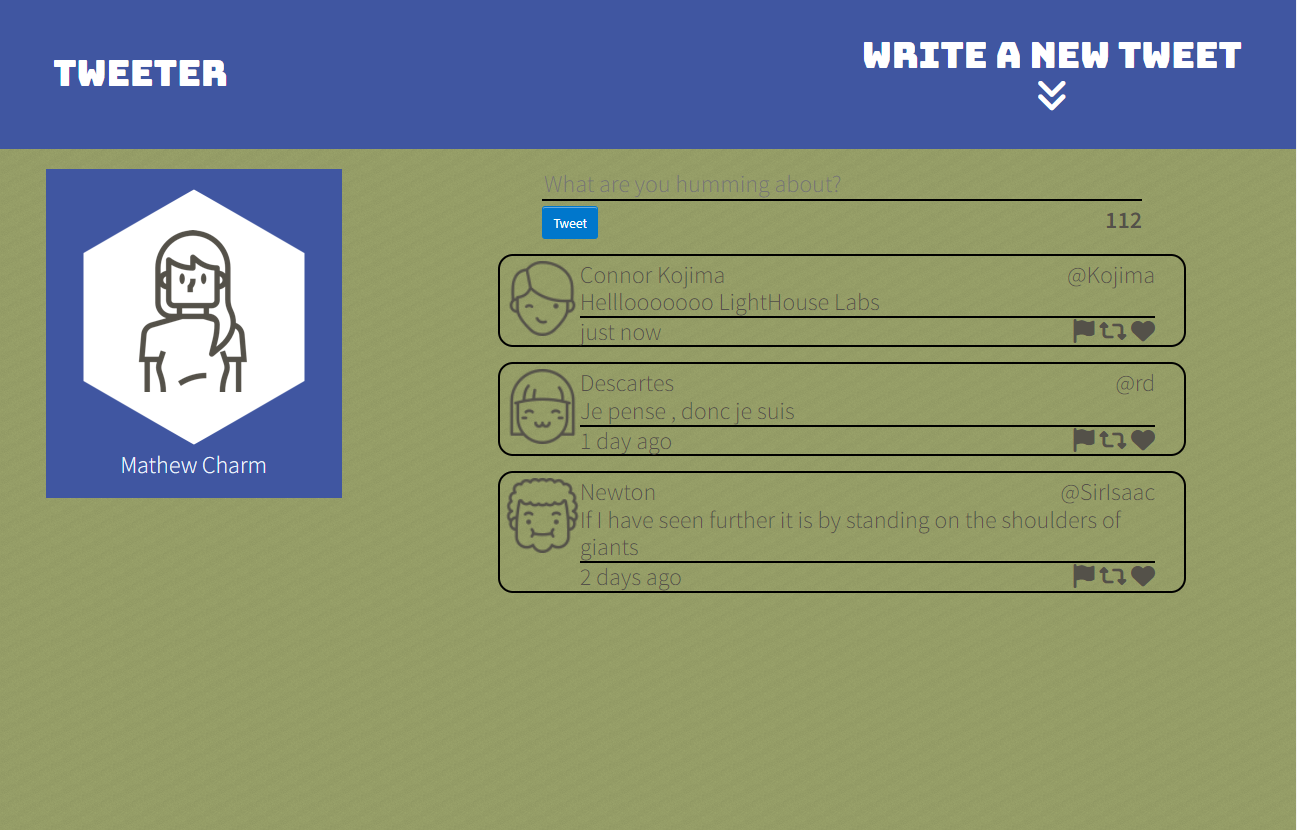 TWEETER
WRITE A NEW TWEET
Mathew Charm
What are you humming about?
Tweet
112
Connor Kojima @Kojima
Hellloooooooo LightHouse Labs
just now
Descartes @rd
Je pense , donc je suis
1 day ago
Newton @SirIsaac
If I have seen further it is by standing on the shoulders of
giants
2 days ago